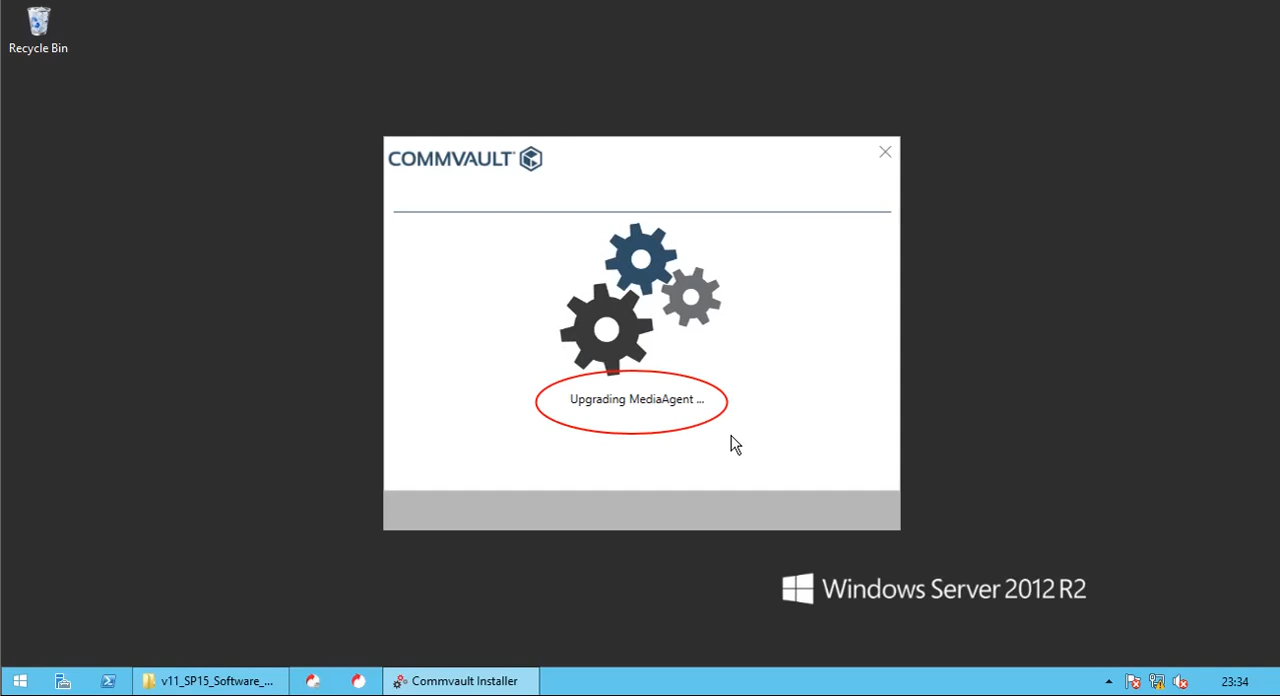 Recycle Bin
COMMVAULT
Upgrading MediaAgent ...
Windows Server 2012 R2
v11_SP15_Software_...
Commvault Installer
23:34